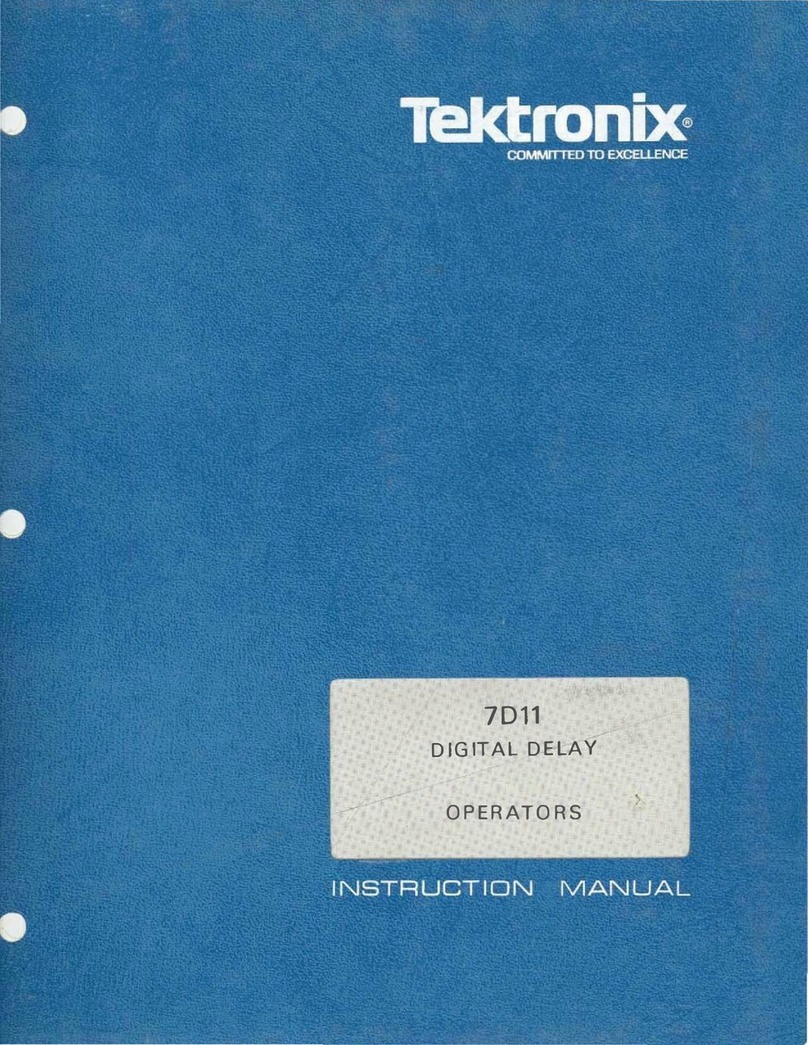 Tektronix®
COMMITTED TO EXCELLENCE
7D11
DIGITAL DELAY
OPERATORS
INSTRUCTION MANUAL